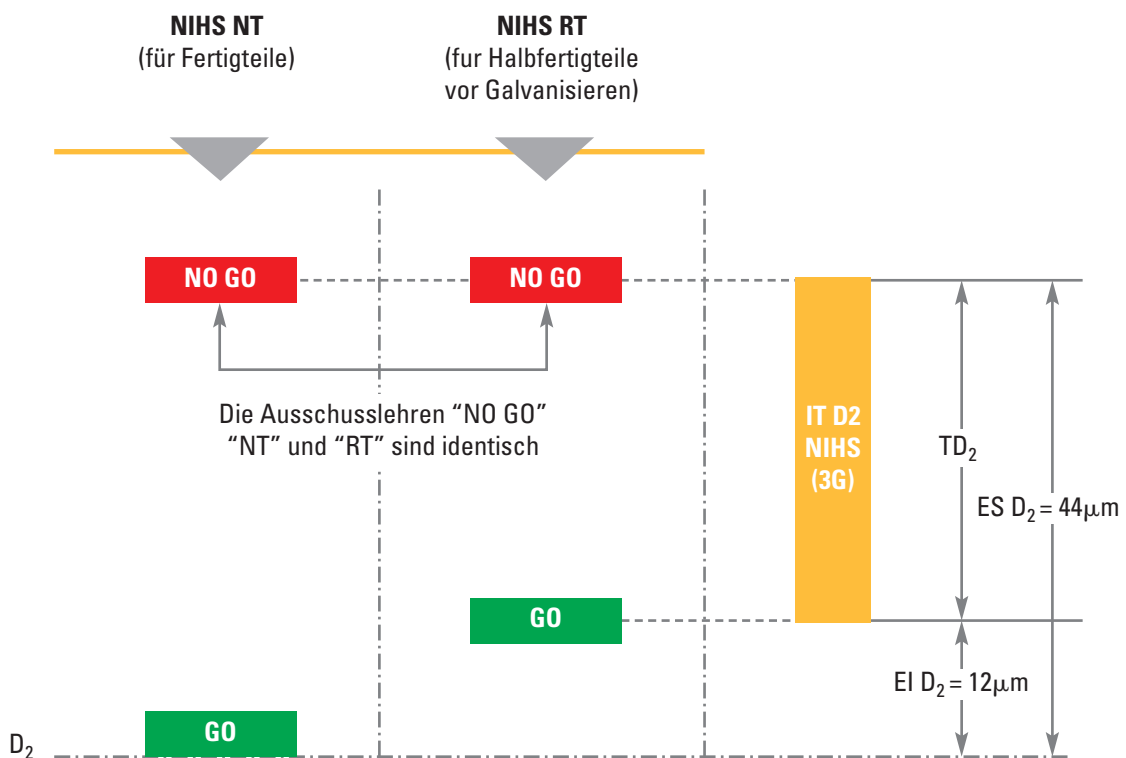 NIHS NT
(für Fertigteile)
NIHS RT
(fur Halbfertigteile
vor Galvanisieren)
NO GO
NO GO
Die Ausschusslehren “NO GO”
“NT” und “RT” sind identisch
IT D2
NIHS
(3G)
TD₂
ES D₂ = 44μm
GO
EI D₂ = 12μm
GO
D₂